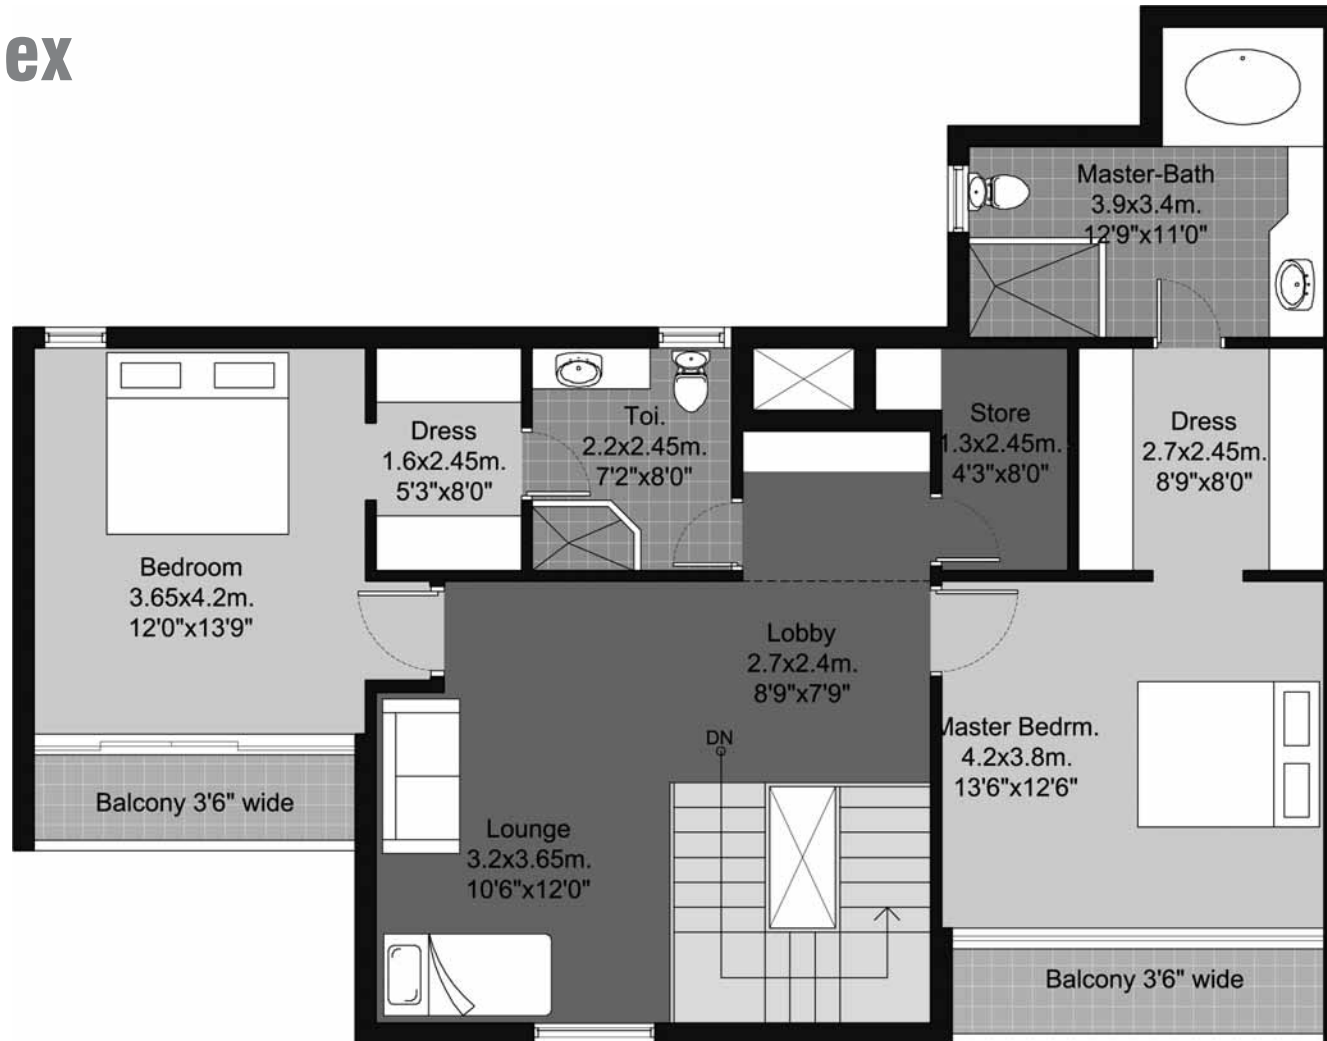 ex
Master-Bath
3.9x3.4m.
12'9"x11'0"
Dress
1.6x2.45m.
5'3"x8'0"
Toi.
2.2x2.45m.
7'2"x8'0"
Store
1.3x2.45m.
4'3"x8'0"
Dress
2.7x2.45m.
8'9"x8'0"
Bedroom
3.65x4.2m.
12'0"x13'9"
Lobby
2.7x2.4m.
8'9"x7'9"
DN
Master Bedrm.
4.2x3.8m.
13'6"x12'6"
Balcony 3'6" wide
Lounge
3.2x3.65m.
10'6"x12'0"
Balcony 3'6" wide